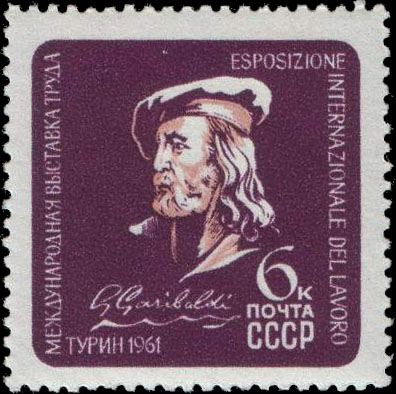 МЕЖДУНАРОДНАЯ ВЫСТАВКА ТРУДА
ТУРИН 1961
ESPOSIZIONE
INTERNAZIONALE DEL LAVORO
G Garibaldi
6к
ПОЧТА
СССР